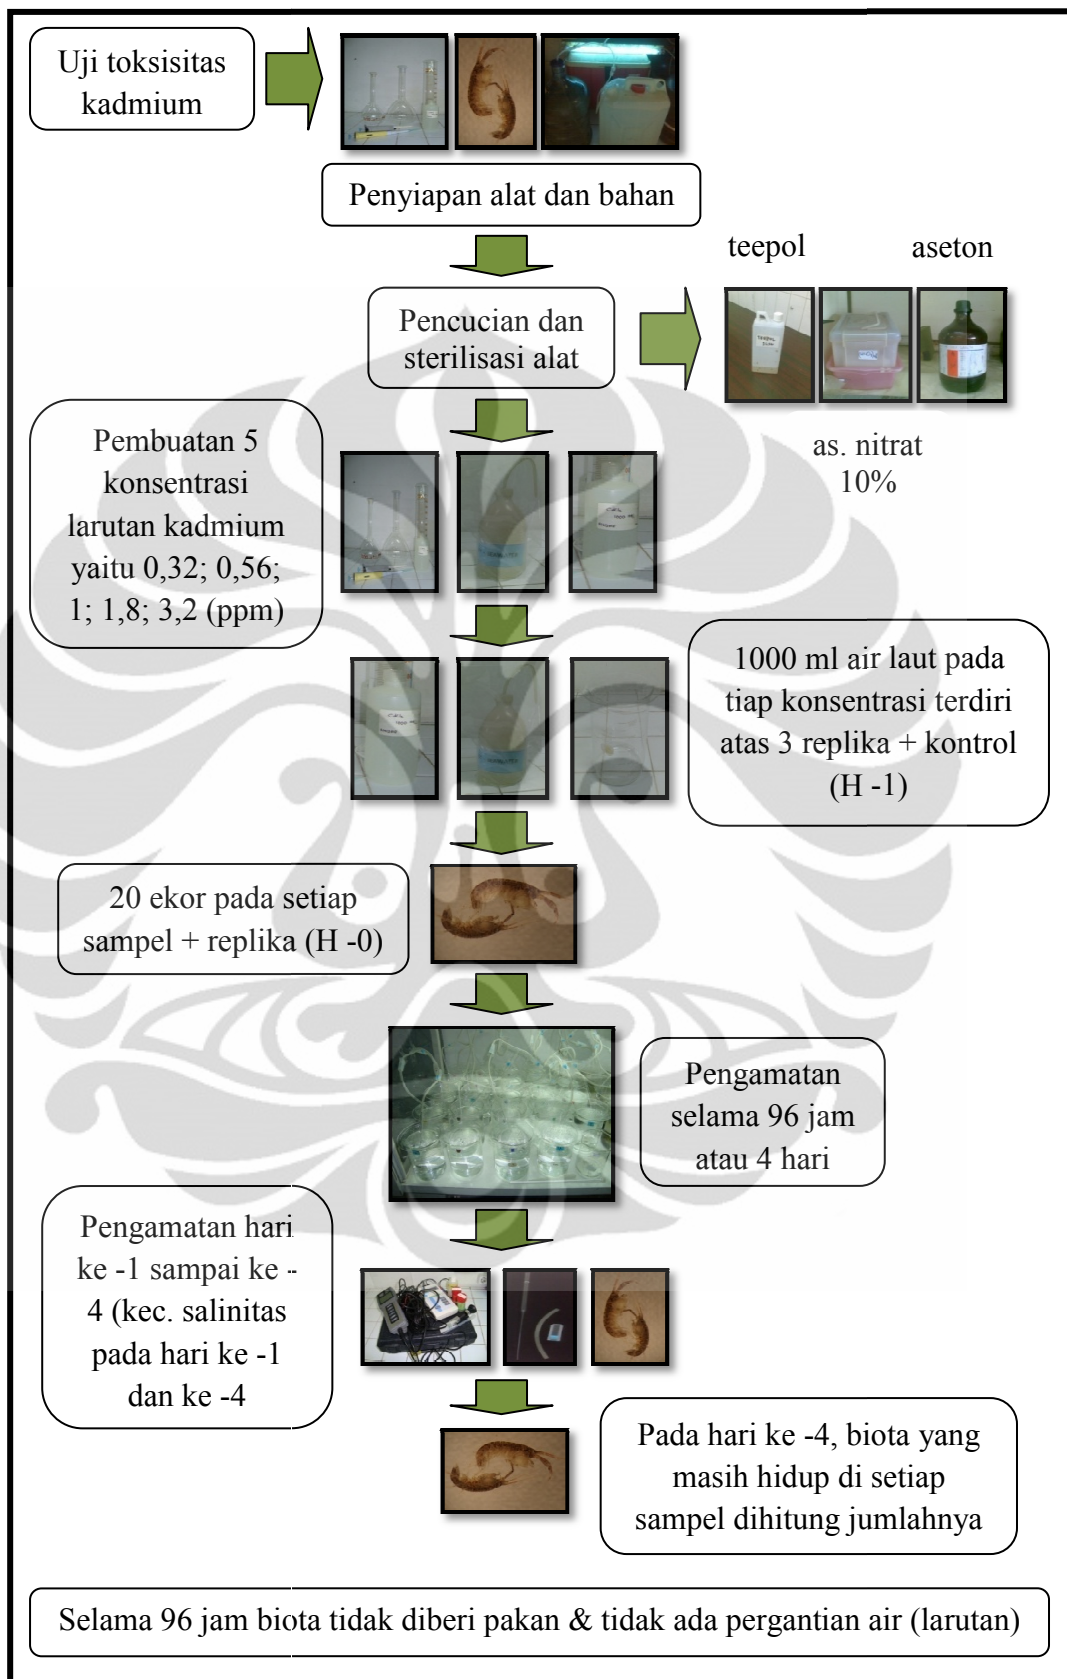 Uji toksisitas
kadmium
Penyiapan alat dan bahan
teepol
aseton
Pencucian dan
sterilisasi alat
as. nitrat
10%
Pembuatan 5
konsentrasi
larutan kadmium
yaitu 0,32; 0,56;
1; 1,8; 3,2 (ppm)
1000 ml air laut pada
tiap konsentrasi terdiri
atas 3 replika + kontrol
(H -1)
20 ekor pada setiap
sampel + replika (H -0)
Pengamatan
selama 96 jam
atau 4 hari
Pengamatan hari
ke -1 sampai ke -
4 (kec. salinitas
pada hari ke -1
dan ke -4
Pada hari ke -4, biota yang
masih hidup di setiap
sampel dihitung jumlahnya
Selama 96 jam biota tidak diberi pakan & tidak ada pergantian air (larutan)